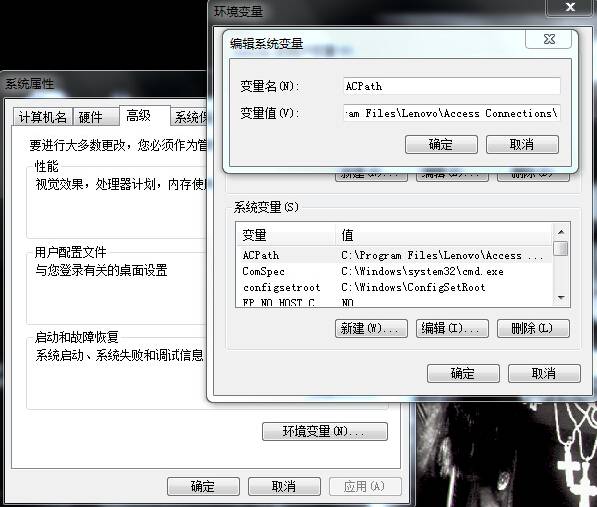 环境变量
编辑系统变量
变量名(N):
ACPath
变量值(V):
ram Files\Lenovo\Access Connections\
确定
取消
系统变量(S)
变量
值
ACPath
C:\Program Files\Lenovo\Access ...
ComSpec
C:\Windows\system32\cmd.exe
configsetroot
C:\Windows\ConfigSetRoot
FP_NO_HOST_C
NO
新建(W)...
编辑(I)...
删除(L)
确定
取消
系统属性
计算机名
硬件
高级
系统保
要进行大多数更改，您必须作为管
性能
视觉效果，处理器计划，内存使
用户配置文件
与您登录有关的桌面设置
启动和故障恢复
系统启动、系统失败和调试信息
环境变量(N)...
确定
取消
应用(A)